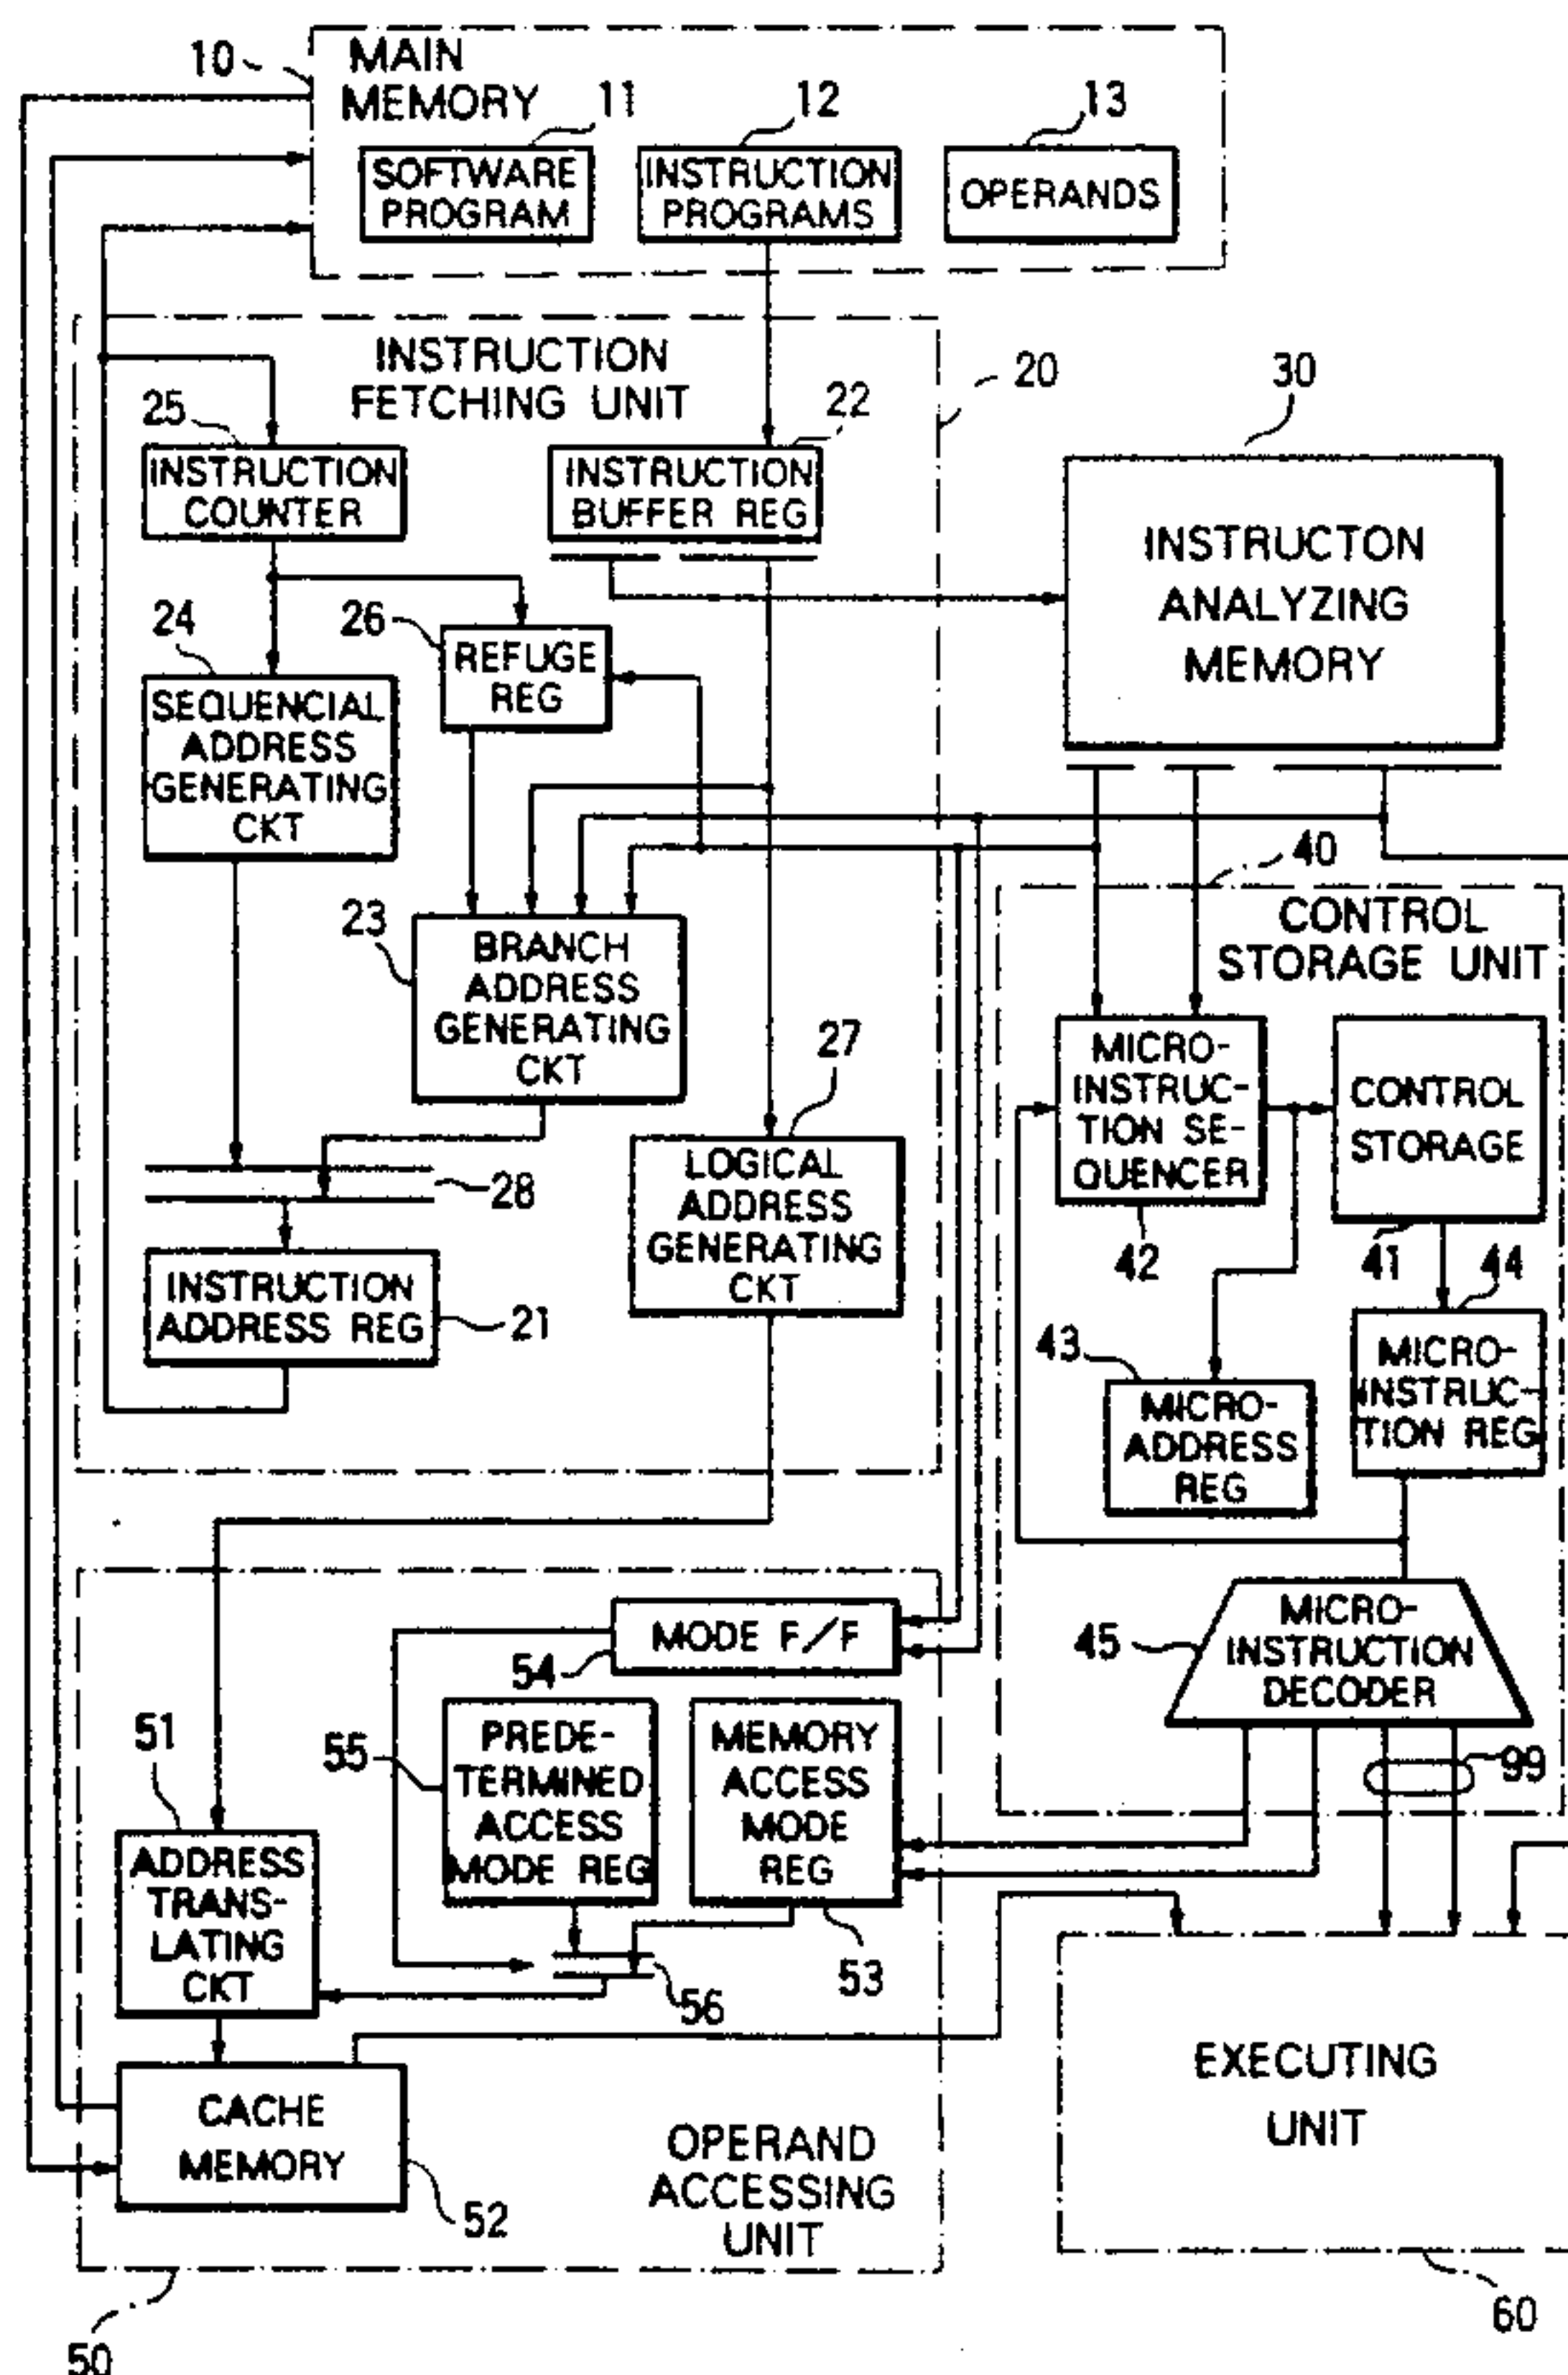 10
MAIN
MEMORY
11
12
13
SOFTWARE
PROGRAM
INSTRUCTION
PROGRAMS
OPERANDS
INSTRUCTION
FETCHING UNIT
20
30
25
22
INSTRUCTION
COUNTER
INSTRUCTION
BUFFER REG
INSTRUCTON
ANALYZING
MEMORY
24
26
REFUGE
REG
SEQUENCIAL
ADDRESS
GENERATING
CKT
40
CONTROL
STORAGE UNIT
23
BRANCH
ADDRESS
GENERATING
CKT
27
MICRO-
INSTRUC-
TION SE-
QUENCER
CONTROL
STORAGE
LOGICAL
ADDRESS
GENERATING
CKT
28
42
41
44
INSTRUCTION
ADDRESS REG
21
43
MICRO-
ADDRESS
REG
MICRO-
INSTRUC-
TION REG
MODE F/F
54
45
MICRO-
INSTRUCTION
DECODER
99
51
55
PREDE-
TERMINED
ACCESS
MODE REG
MEMORY
ACCESS
MODE
REG
ADDRESS
TRANS-
LATING
CKT
53
56
CACHE
MEMORY
52
OPERAND
ACCESSING
UNIT
EXECUTING
UNIT
50
60